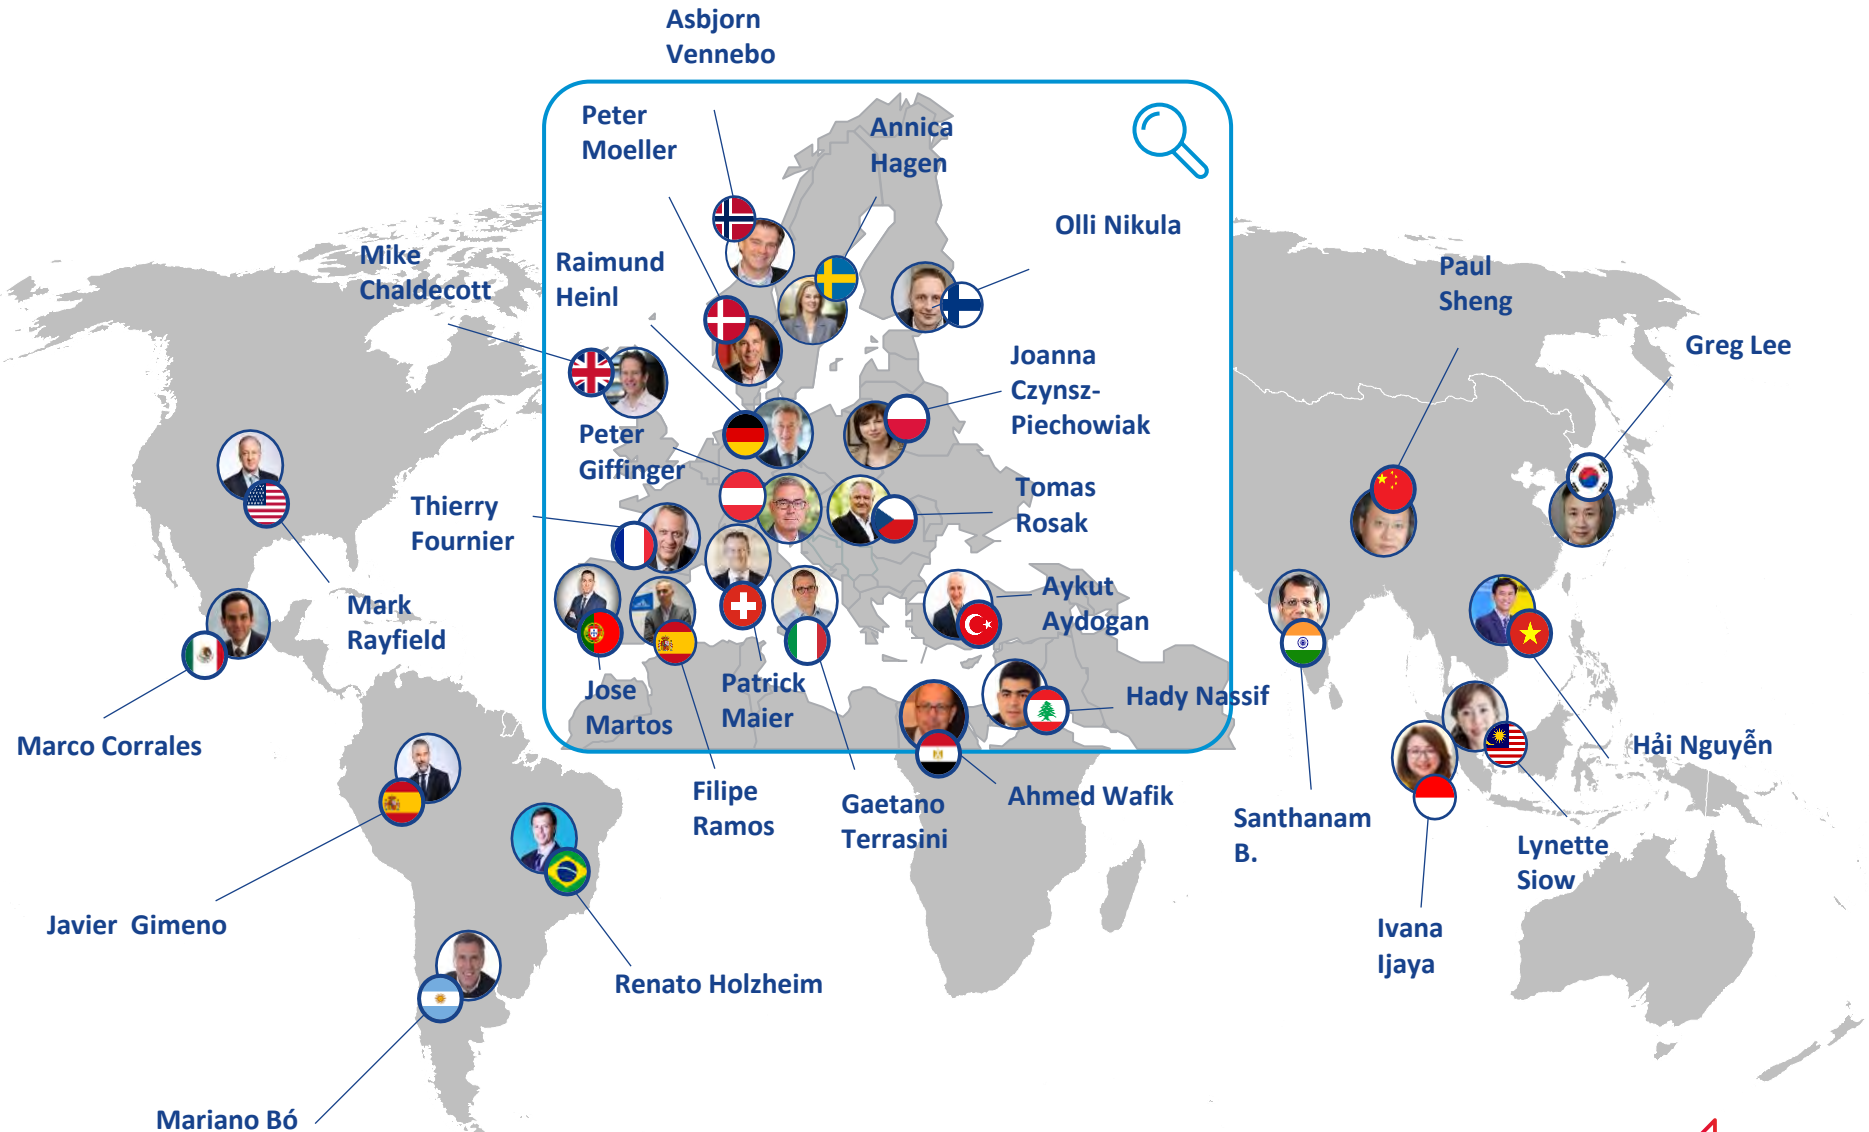 Asbjorn
Vennebo
Peter
Moeller
Annica
Hagen
Olli Nikula
Mike
Chaldecott
Raimund
Heinl
Paul
Sheng
Greg Lee
Joanna
Czynsz-
Piechowiak
Peter
Giffinger
Thierry
Fournier
Tomas
Rosak
Mark
Rayfield
Aykut
Aydogan
Jose
Martos
Patrick
Maier
Hady Nassif
Marco Corrales
Hải Nguyễn
Filipe
Ramos
Gaetano
Terrasini
Ahmed Wafik
Santhanam
B.
Lynette
Siow
Javier  Gimeno
Ivana
Ijaya
Renato Holzheim
Mariano Bó